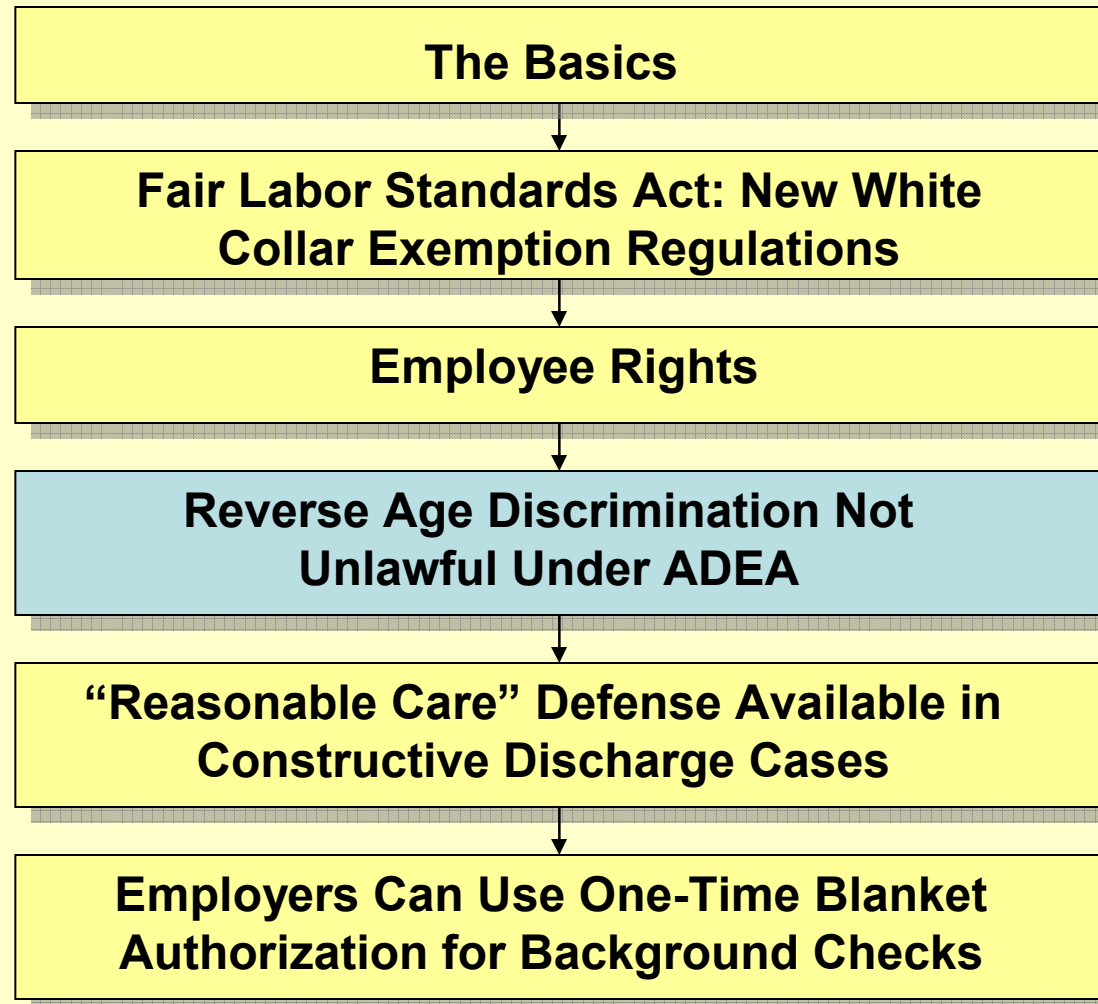 The Basics
Fair Labor Standards Act: New White
Collar Exemption Regulations
Employee Rights
Reverse Age Discrimination Not
Unlawful Under ADEA
“Reasonable Care” Defense Available in
Constructive Discharge Cases
Employers Can Use One-Time Blanket
Authorization for Background Checks